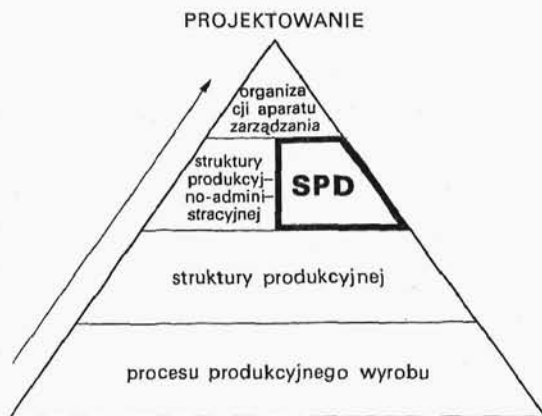 PROJEKTOWANIE
organiza
cji aparatu
zarządzania
struktury
produkcyj-
no-admini-
stracyjnej
SPD
struktury produkcyjnej
procesu produkcyjnego wyrobu